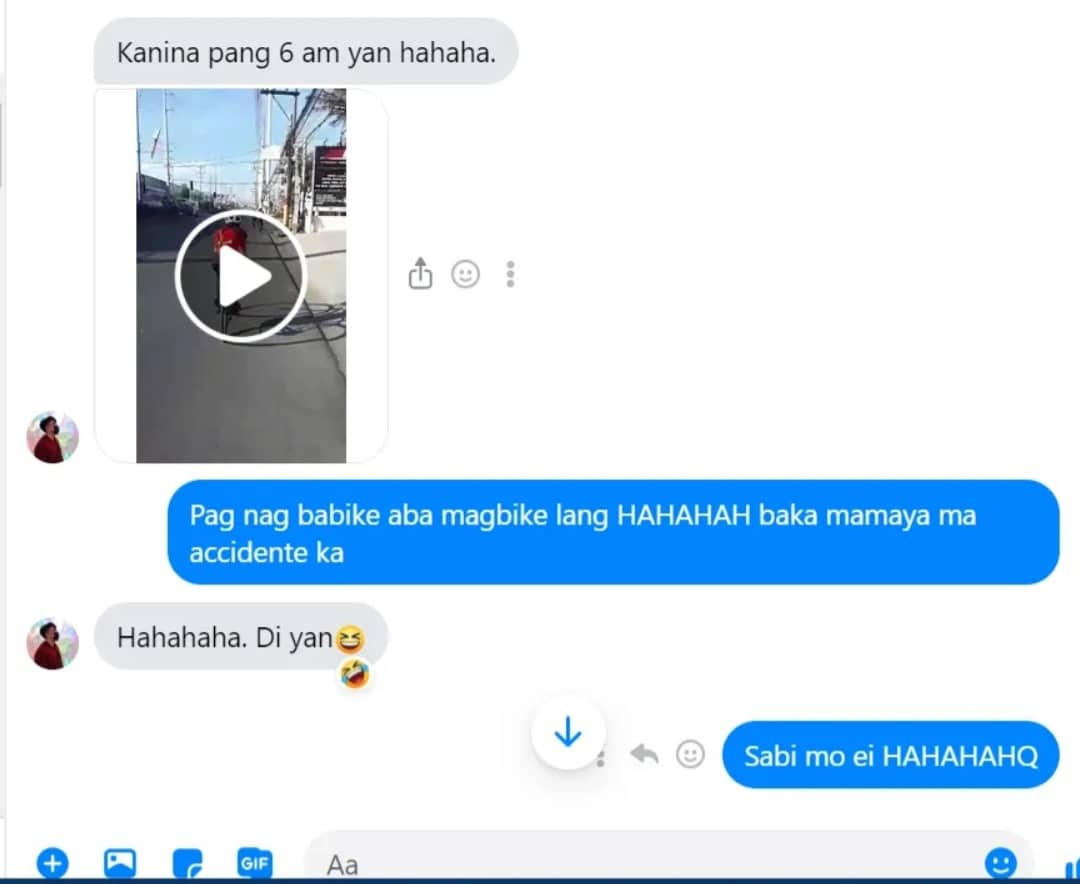 Kanina pang 6 am yan hahaha.
Pag nag babike aba magbike lang HAHAHAH baka mamaya ma
accidente ka
Hahahaha. Di yan😆
🤣
Sabi mo ei HAHAHAHQ
GIF
Aa